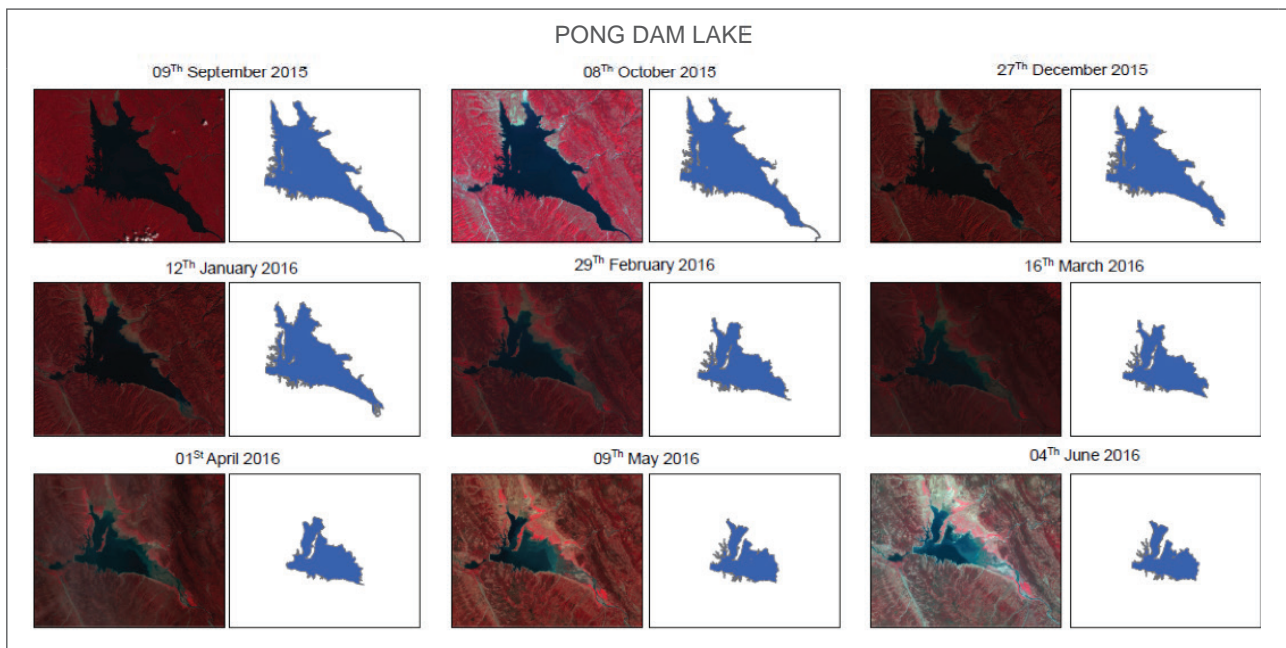 PONG DAM LAKE
09Th September 2015
08Th October 2015
27Th December 2015
12Th January 2016
29Th February 2016
16Th March 2016
01St April 2016
09Th May 2016
04Th June 2016